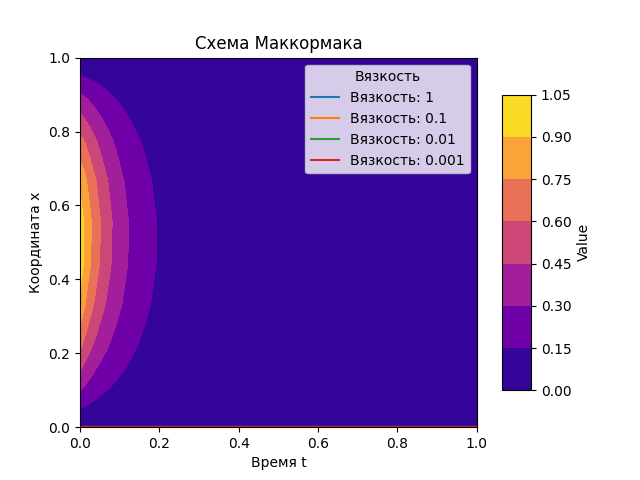 Схема Маккормака
Вязкость
Вязкость: 1
Вязкость: 0.1
Вязкость: 0.01
Вязкость: 0.001
1.0
0.8
0.6
0.4
0.2
0.0
Координата x
0.0 0.2 0.4 0.6 0.8 1.0
Время t
1.05
0.90
0.75
0.60
0.45
0.30
0.15
0.00
Value